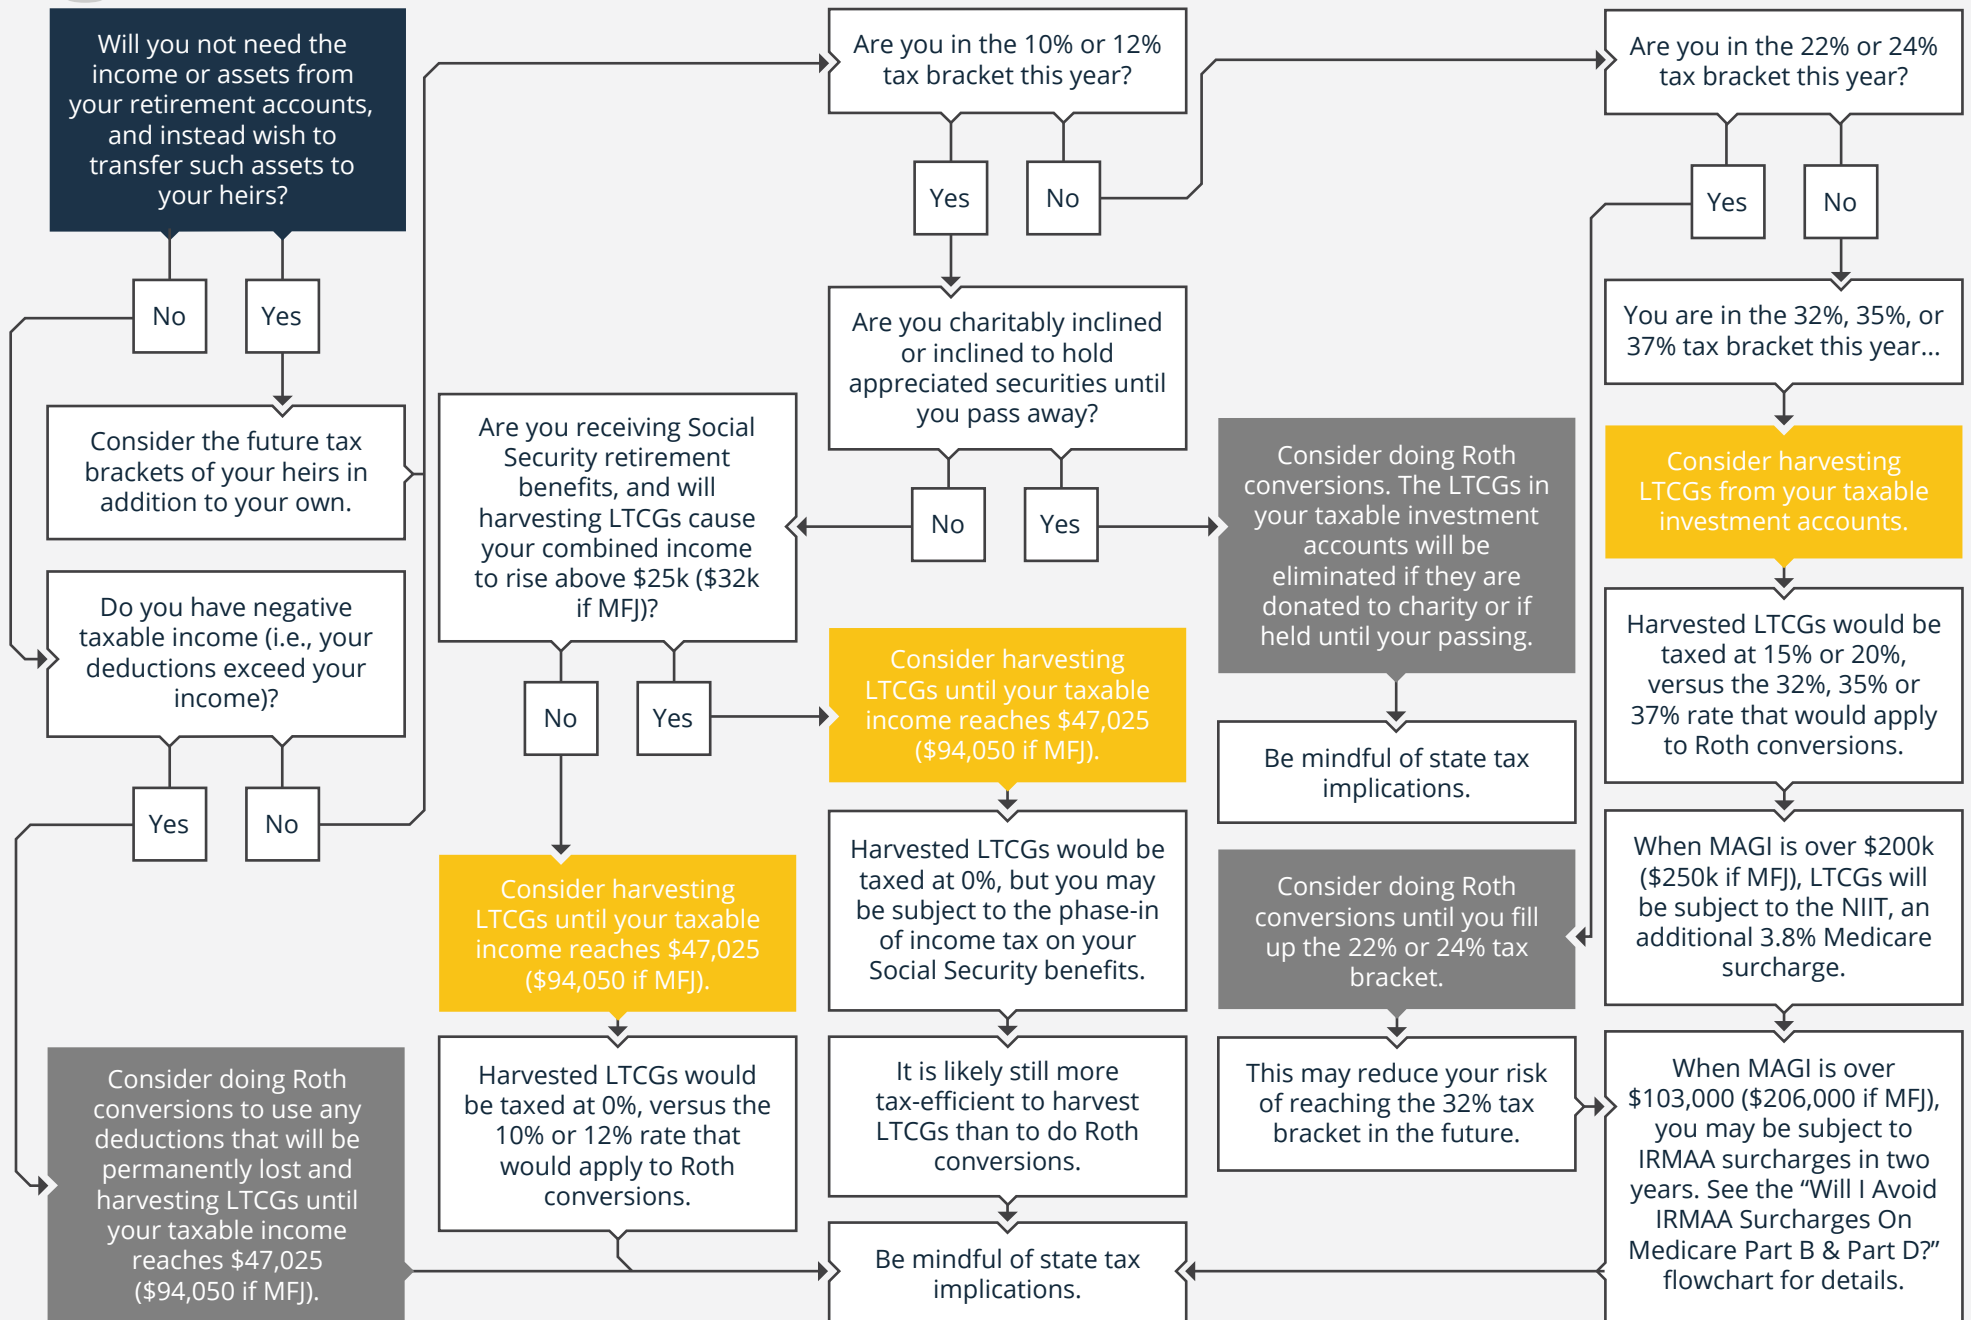 Will you not need the
income or assets from
your retirement accounts,
and instead wish to
transfer such assets to
your heirs?
No
Yes
Consider the future tax
brackets of your heirs in
addition to your own.
Do you have negative
taxable income (i.e., your
deductions exceed your
income)?
Yes
No
Consider doing Roth
conversions to use any
deductions that will be
permanently lost and
harvesting LTCGs until
your taxable income
reaches $47,025
($94,050 if MFJ).
Are you in the 10% or 12%
tax bracket this year?
Yes
No
Are you charitably inclined
or inclined to hold
appreciated securities until
you pass away?
No
Yes
Are you receiving Social
Security retirement
benefits, and will
harvesting LTCGs cause
your combined income
to rise above $25k ($32k
if MFJ)?
No
Yes
Consider harvesting
LTCGs until your taxable
income reaches $47,025
($94,050 if MFJ).
Harvested LTCGs would
be taxed at 0%, versus the
10% or 12% rate that
would apply to Roth
conversions.
Consider harvesting
LTCGs until your taxable
income reaches $47,025
($94,050 if MFJ).
Harvested LTCGs would be
taxed at 0%, but you may
be subject to the phase-in
of income tax on your
Social Security benefits.
It is likely still more
tax-efficient to harvest
LTCGs than to do Roth
conversions.
Be mindful of state tax
implications.
Consider doing Roth
conversions. The LTCGs in
your taxable investment
accounts will be
eliminated if they are
donated to charity or if
held until your passing.
Be mindful of state tax
implications.
Are you in the 22% or 24%
tax bracket this year?
Yes
No
Consider doing Roth
conversions until you fill
up the 22% or 24% tax
bracket.
This may reduce your risk
of reaching the 32% tax
bracket in the future.
You are in the 32%, 35%, or
37% tax bracket this year...
Consider harvesting
LTCGs from your taxable
investment accounts.
Harvested LTCGs would be
taxed at 15% or 20%,
versus the 32%, 35% or
37% rate that would apply
to Roth conversions.
When MAGI is over $200k
($250k if MFJ), LTCGs will
be subject to the NIIT, an
additional 3.8% Medicare
surcharge.
When MAGI is over
$103,000 ($206,000 if MFJ),
you may be subject to
IRMAA surcharges in two
years. See the “Will I Avoid
IRMAA Surcharges On
Medicare Part B & Part D?”
flowchart for details.